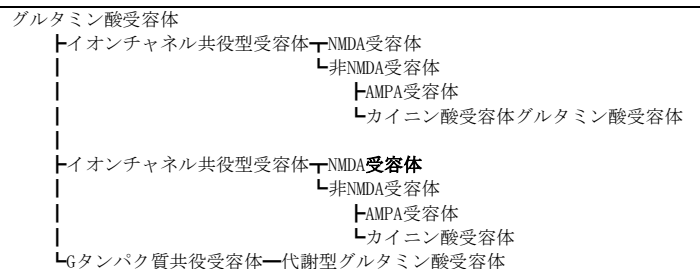 グルタミン酸受容体
┣イオンチャネル共役型受容体┳NMDA受容体
┃┗非NMDA受容体
┃┣AMPA受容体
┃┗カイニン酸受容体グルタミン酸受容体
┃
┣イオンチャネル共役型受容体┳NMDA受容体
┃┗非NMDA受容体
┃┣AMPA受容体
┃┗カイニン酸受容体
┗Gタンパク質共役受容体━代謝型グルタミン酸受容体